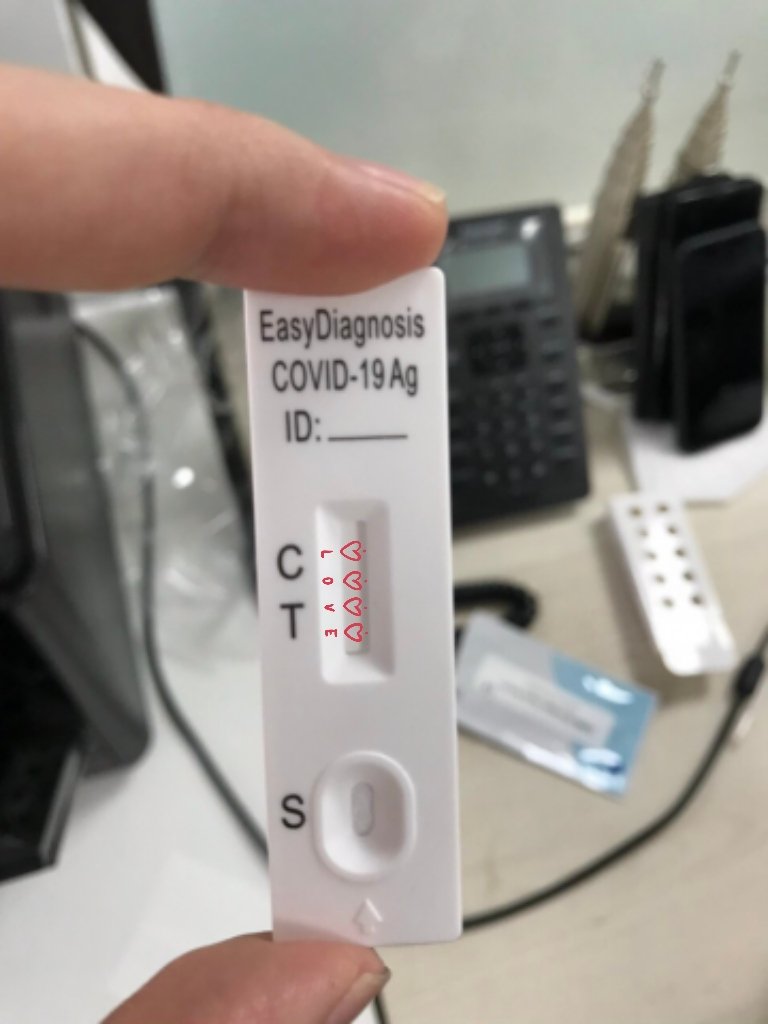 EasyDiagnosis
COVID-19 Ag
ID:
C
T
LOVE
S